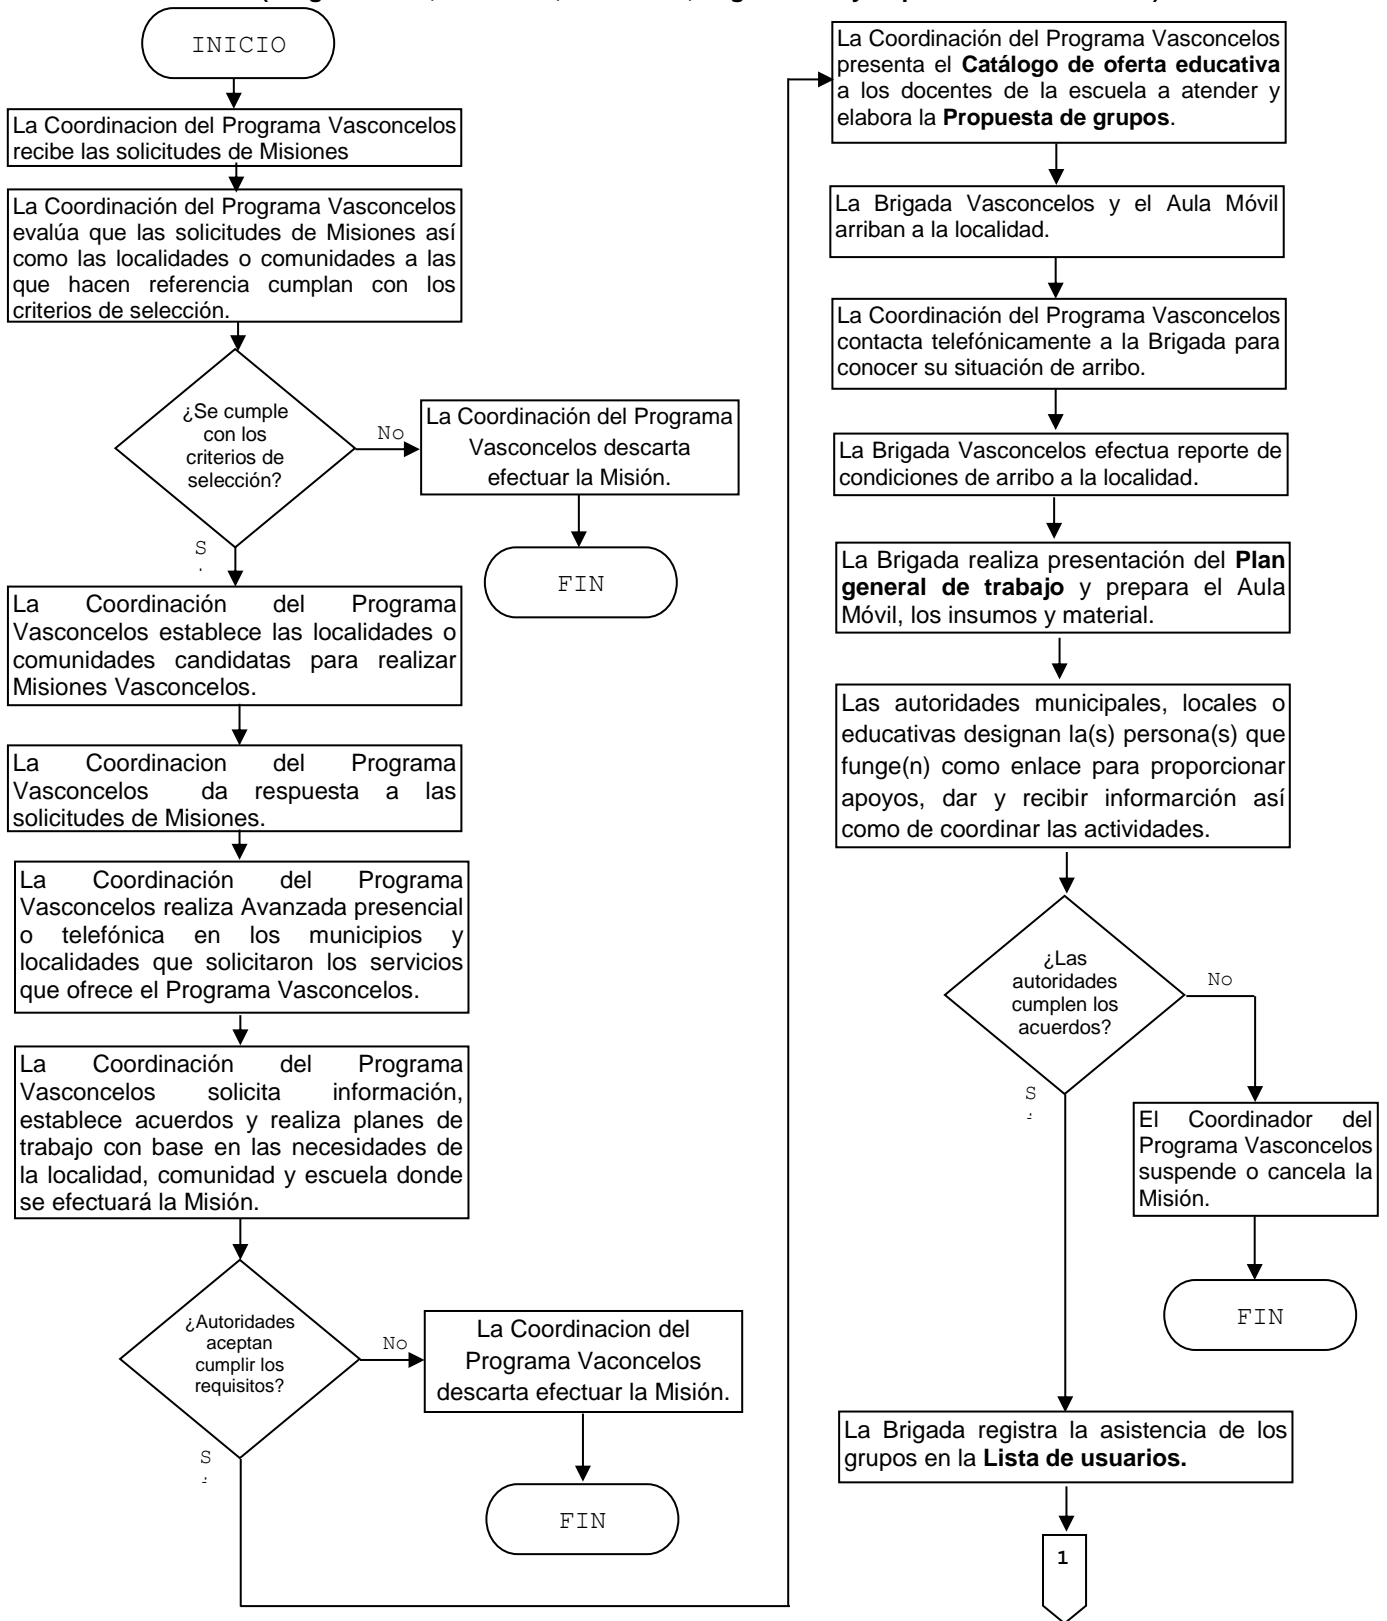 INICIO
La Coordinacion del Programa Vasconcelos
recibe las solicitudes de Misiones
La Coordinación del Programa Vasconcelos
evalúa que las solicitudes de Misiones así
como las localidades o comunidades a las
que hacen referencia cumplan con los
criterios de selección.
¿Se cumple
con los
criterios de
selección?
No
La Coordinación del Programa
Vasconcelos descarta
efectuar la Misión.
FIN
S
La Coordinación del Programa
Vasconcelos establece las localidades o
comunidades candidatas para realizar
Misiones Vasconcelos.
La Coordinacion del Programa
Vasconcelos da respuesta a las
solicitudes de Misiones.
La Coordinación del Programa
Vasconcelos realiza Avanzada presencial
o telefónica en los municipios y
localidades que solicitaron los servicios
que ofrece el Programa Vasconcelos.
La Coordinación del Programa
Vasconcelos solicita información,
establece acuerdos y realiza planes de
trabajo con base en las necesidades de
la localidad, comunidad y escuela donde
se efectuará la Misión.
¿Autoridades
aceptan
cumplir los
requisitos?
No
La Coordinacion del
Programa Vaconcelos
descarta efectuar la Misión.
FIN
S
La Coordinación del Programa Vasconcelos
presenta el Catálogo de oferta educativa
a los docentes de la escuela a atender y
elabora la Propuesta de grupos.
La Brigada Vasconcelos y el Aula Móvil
arriban a la localidad.
La Coordinación del Programa Vasconcelos
contacta telefónicamente a la Brigada para
conocer su situación de arribo.
La Brigada Vasconcelos efectua reporte de
condiciones de arribo a la localidad.
La Brigada realiza presentación del Plan
general de trabajo y prepara el Aula
Móvil, los insumos y material.
Las autoridades municipales, locales o
educativas designan la(s) persona(s) que
funge(n) como enlace para proporcionar
apoyos, dar y recibir informarción así
como de coordinar las actividades.
¿Las
autoridades
cumplen los
acuerdos?
No
S
El Coordinador del
Programa Vasconcelos
suspende o cancela la
Misión.
FIN
La Brigada registra la asistencia de los
grupos en la Lista de usuarios.
1